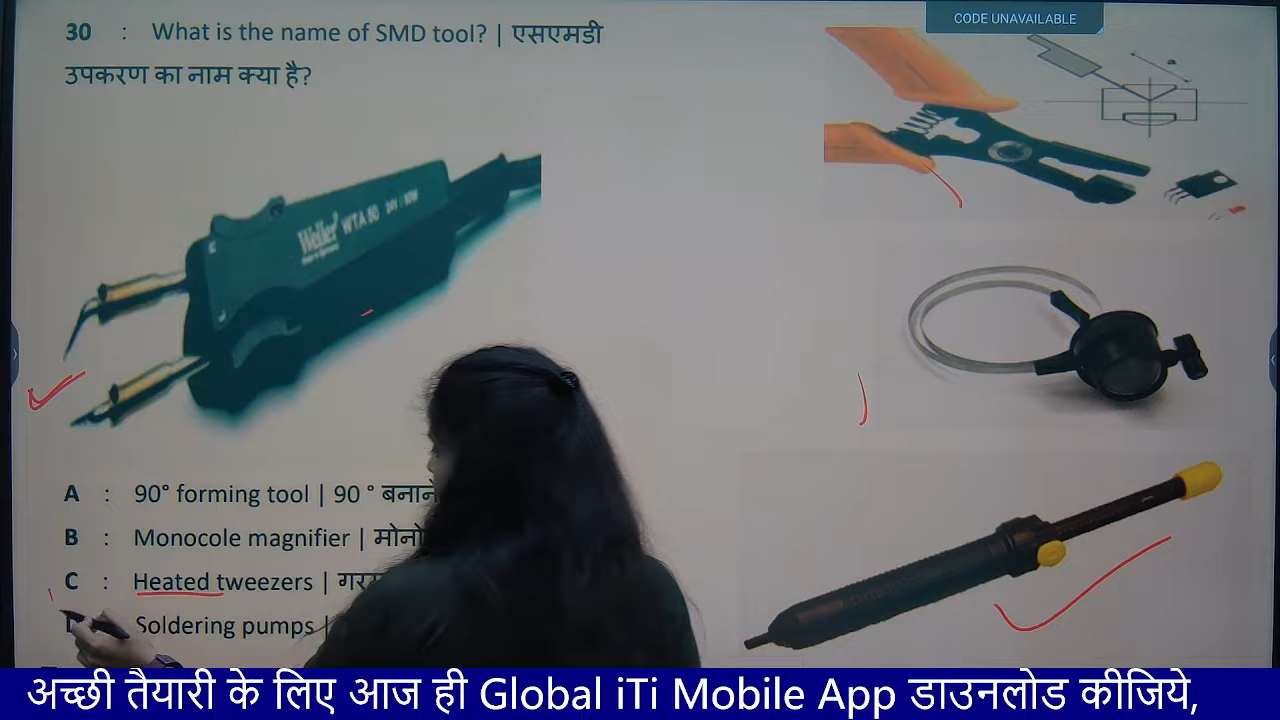 CODE UNAVAILABLE
30 : What is the name of SMD tool? | एसएमडी
उपकरण का नाम क्या है?
Weller WTA 50
A : 90° forming tool | 90 ° बनाने
B : Monocole magnifier | मोनो
C : Heated tweezers |
Soldering pumps |
अच्छी तैयारी के लिए आज ही Global iTi Mobile App डाउनलोड कीजिये,